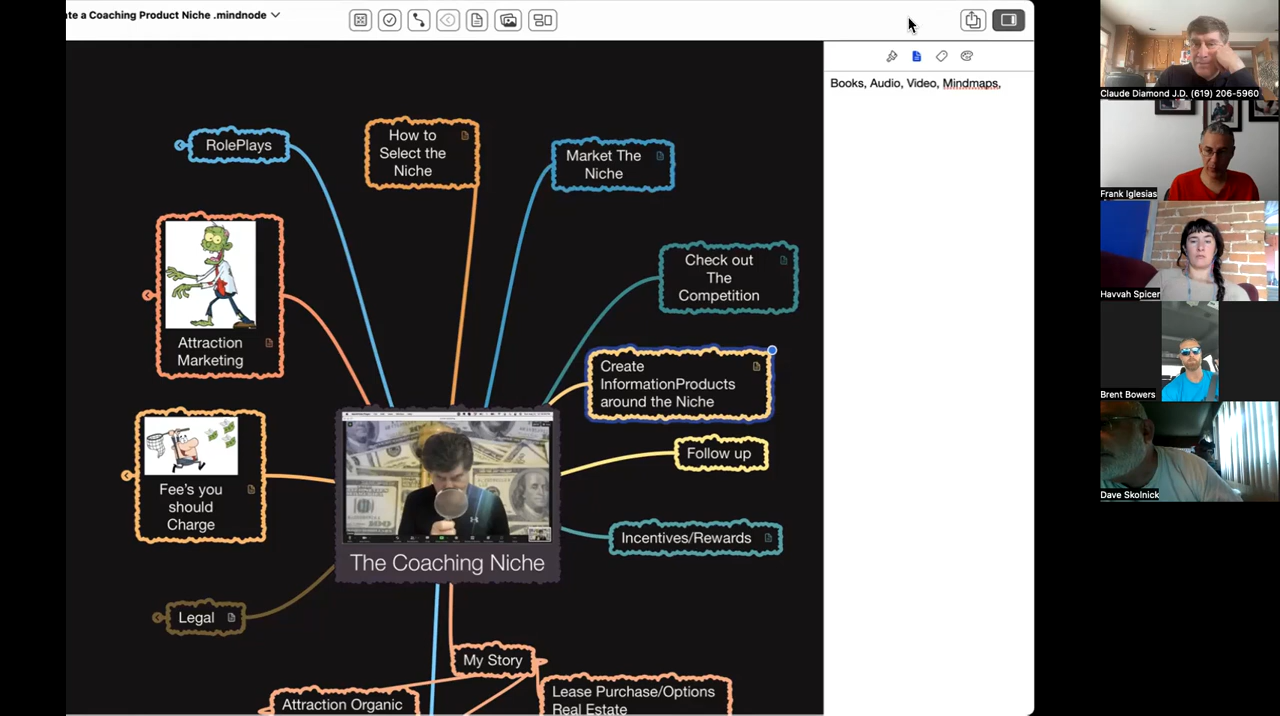 ate a Coaching Product Niche .mindnode
Books, Audio, Video, Mindmaps,
RolePlays
How to
Select the
Niche
Market The
Niche
Check out
The
Competition
Attraction
Marketing
Create
InformationProducts
around the Niche
Follow up
Fee's you
should
Charge
Incentives/Rewards
The Coaching Niche
Legal
My Story
Attraction Organic
Lease Purchase/Options
Real Estate
Claude Diamond J.D. (619) 206-5960
Frank Iglesias
Havvah Spicer
Brent Bowers
Dave Skolnick